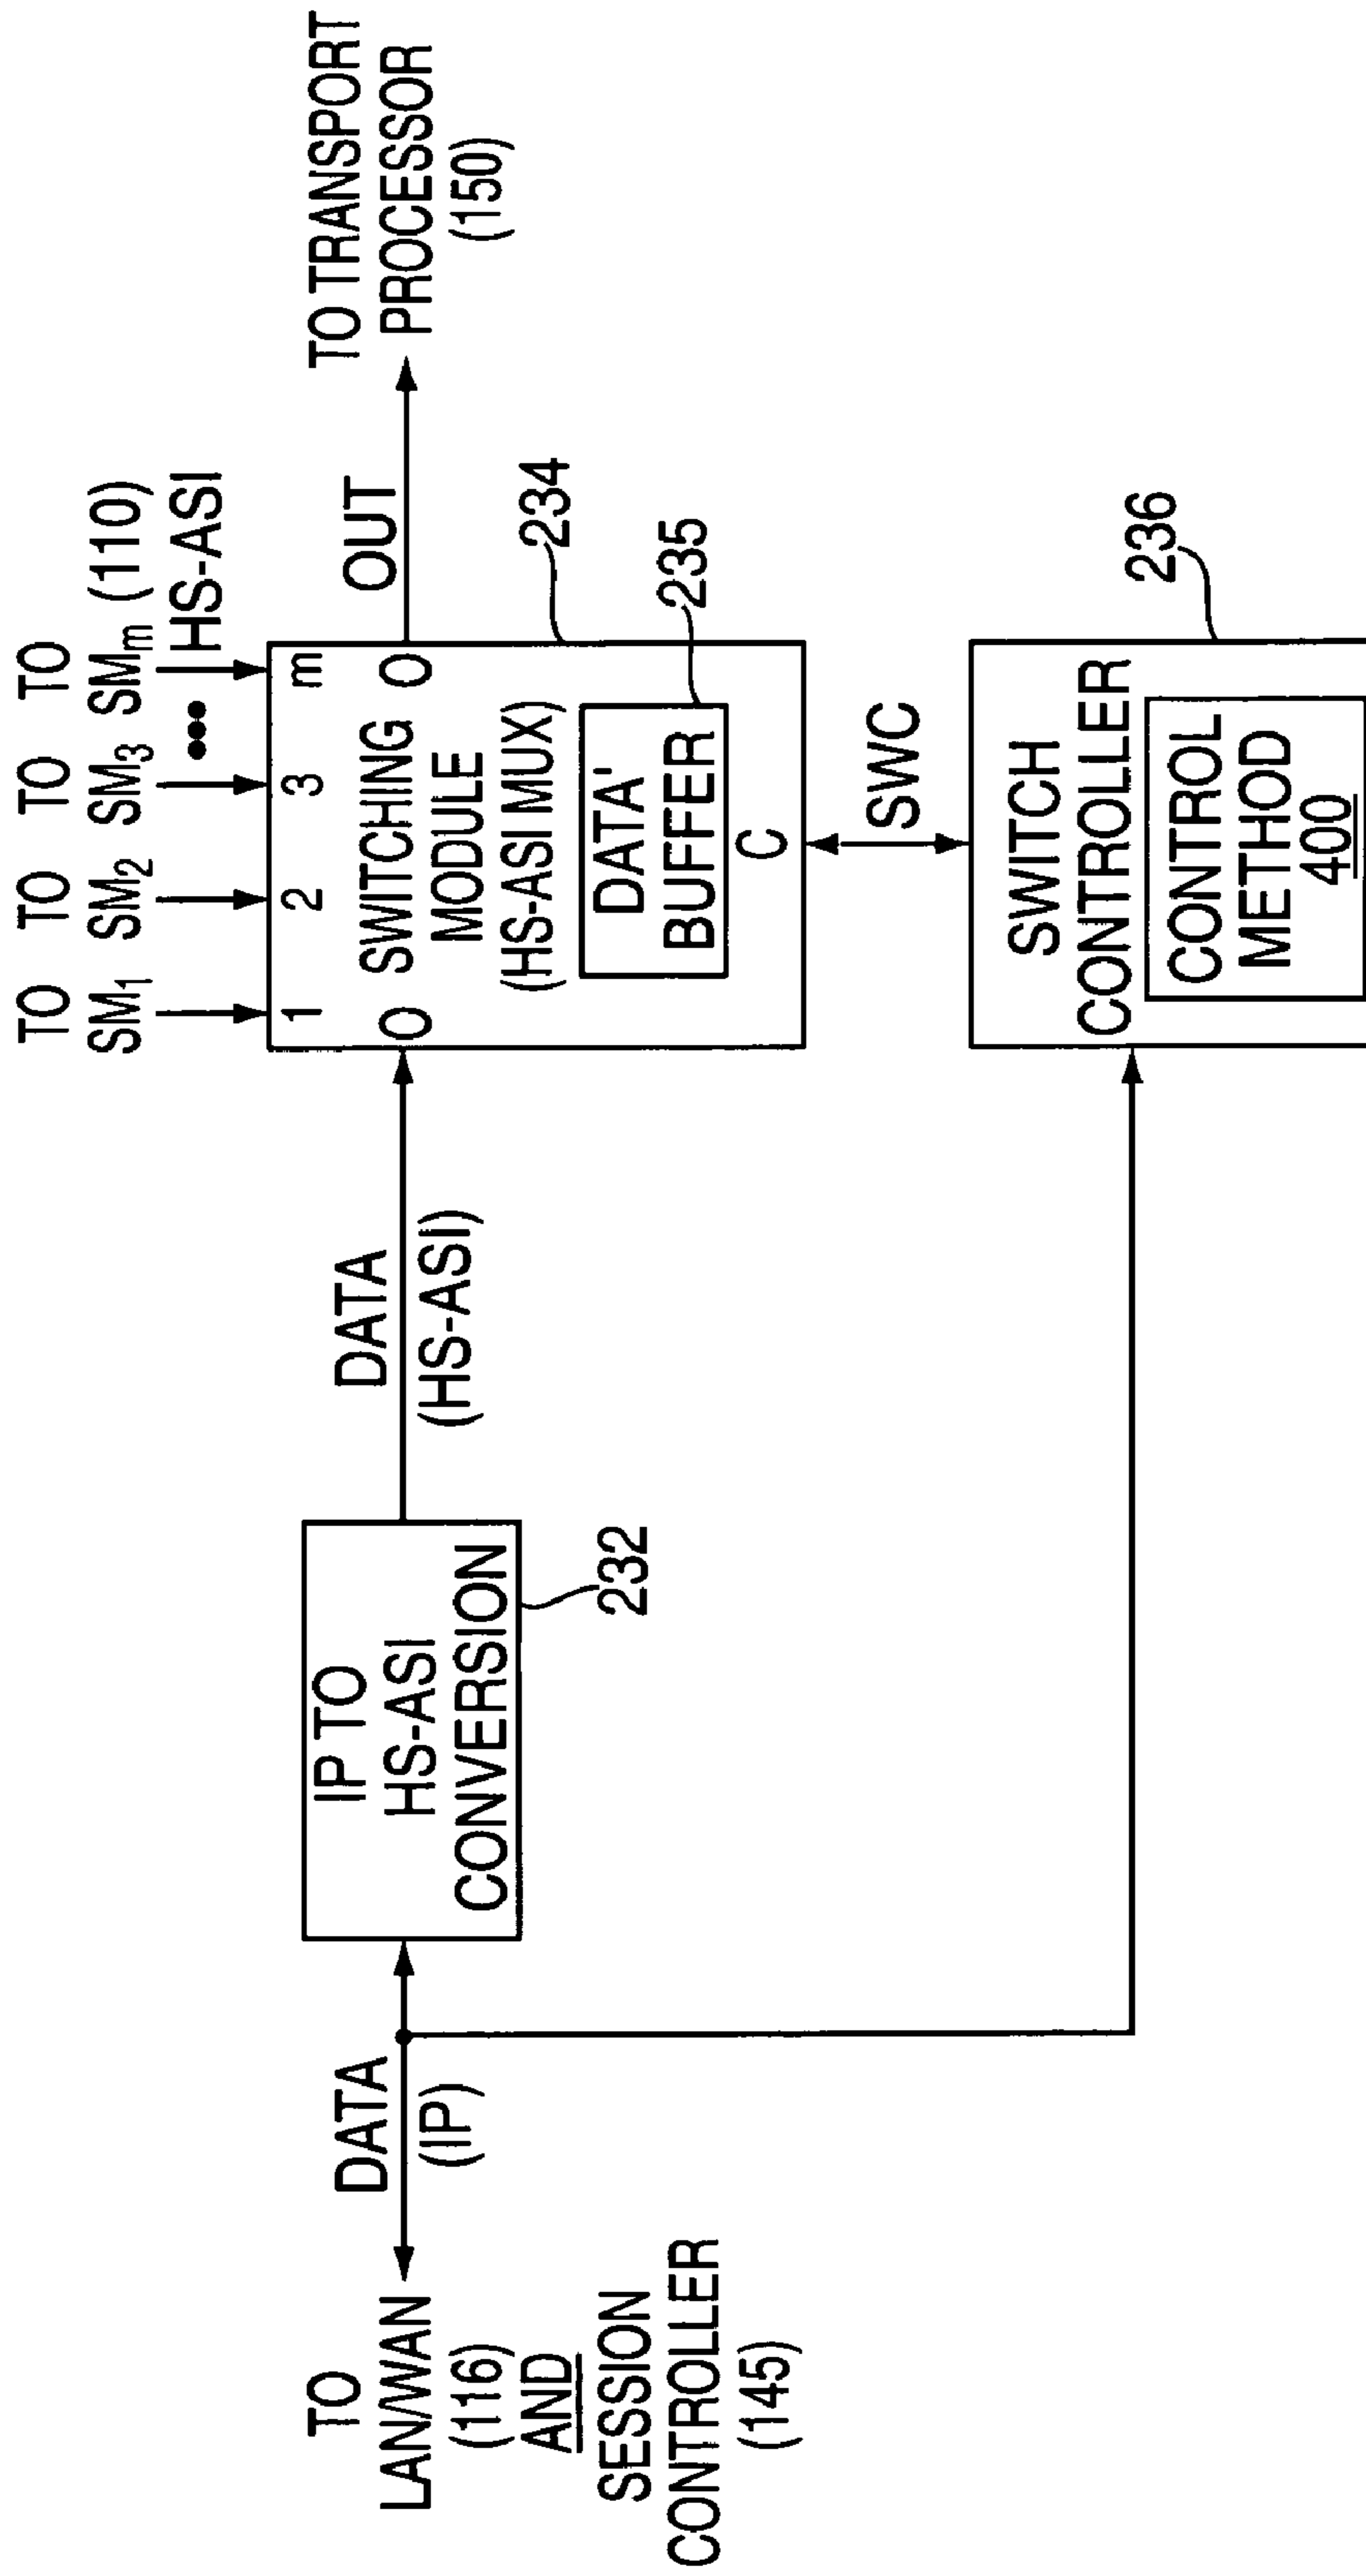 TO
LAN/WAN
(116)
AND
SESSION
CONTROLLER
(145)
DATA
(IP)
IP TO
HS-ASI
CONVERSION
232
DATA
(HS-ASI)
TO TO TO TO
SM1 SM2 SM3 SMm (110)
HS-ASI
1 2 3 m
O SWITCHING O
MODULE
(HS-ASI MUX)
DATA'
BUFFER
C
OUT
234
235
TO TRANSPORT
PROCESSOR
(150)
SWC
236
SWITCH
CONTROLLER
CONTROL
METHOD
400